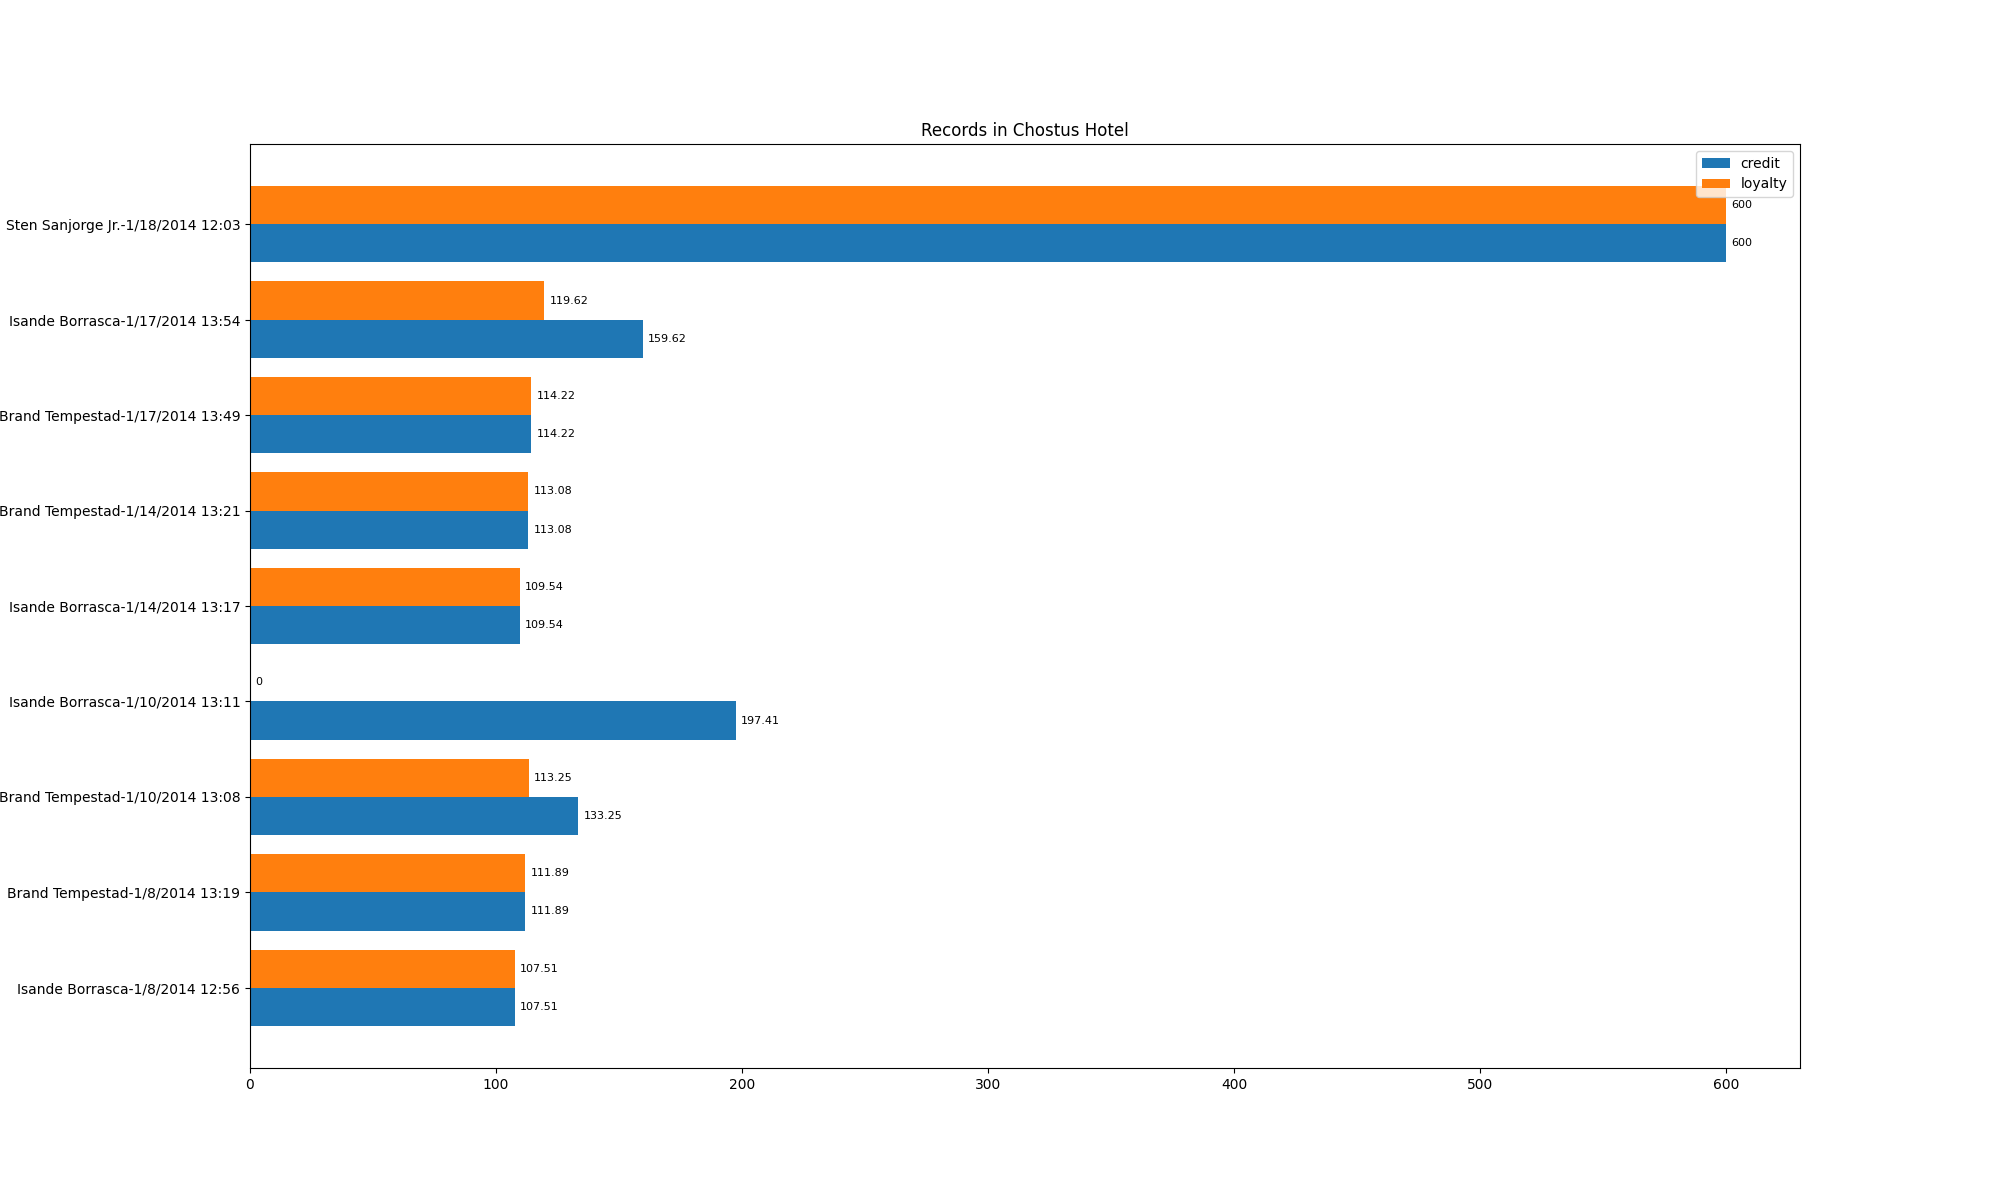 Records in Chostus Hotel
credit
loyalty
Sten Sanjorge Jr.-1/18/2014 12:03
600
600
Isande Borrasca-1/17/2014 13:54
119.62
159.62
Brand Tempestad-1/17/2014 13:49
114.22
114.22
Brand Tempestad-1/14/2014 13:21
113.08
113.08
Isande Borrasca-1/14/2014 13:17
109.54
109.54
Isande Borrasca-1/10/2014 13:11
0
197.41
Brand Tempestad-1/10/2014 13:08
113.25
133.25
Brand Tempestad-1/8/2014 13:19
111.89
111.89
Isande Borrasca-1/8/2014 12:56
107.51
107.51
0 100 200 300 400 500 600